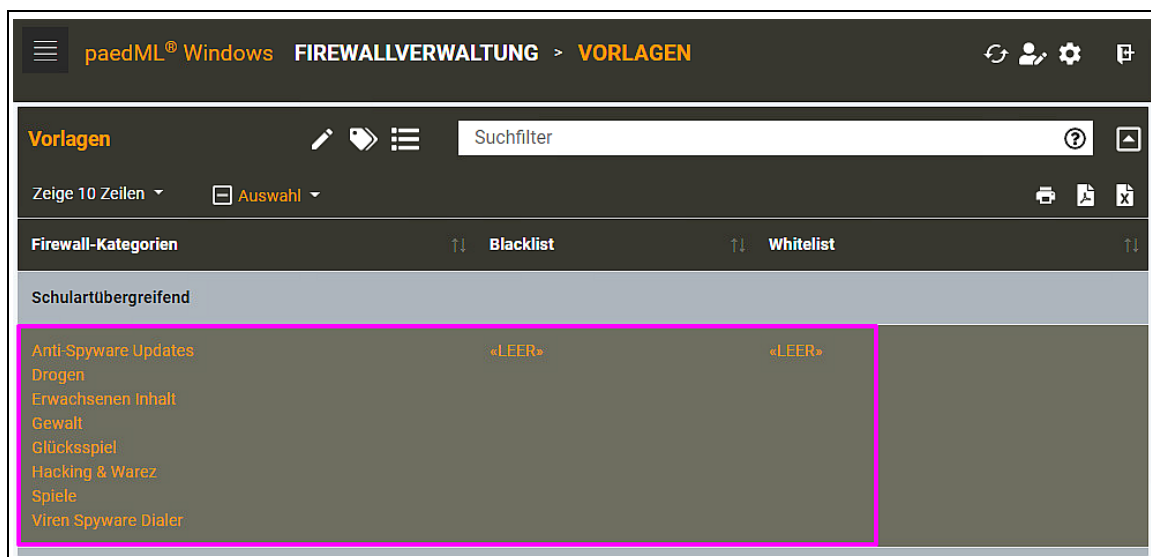 paedML® Windows FIREWALLVERWALTUNG > VORLAGEN
Vorlagen Suchfilter
Zeige 10 Zeilen Auswahl
Firewall-Kategorien Blacklist Whitelist
Schulartübergreifend
Anti-Spyware Updates «LEER» «LEER»
Drogen
Erwachsenen Inhalt
Gewalt
Glücksspiel
Hacking & Warez
Spiele
Viren Spyware Dialer